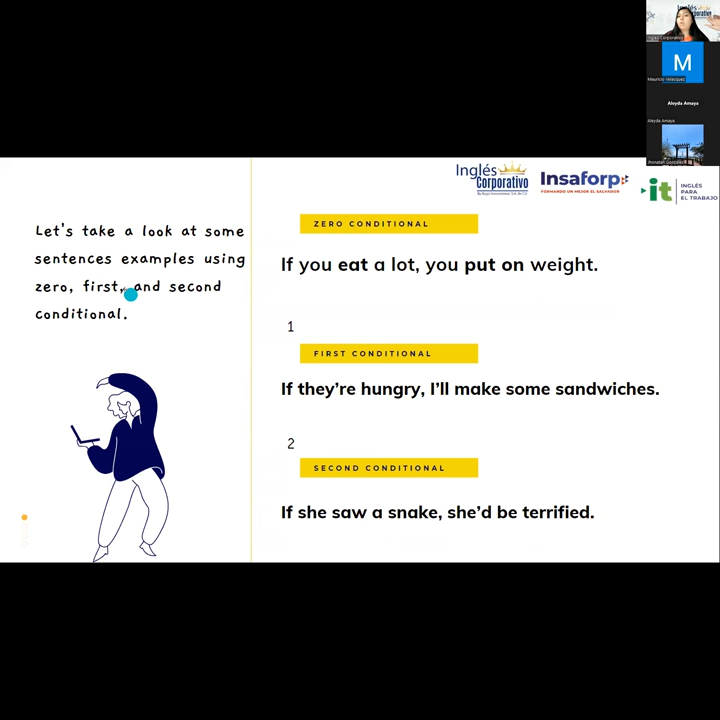 Inglés Corporativo
M
Mauricio Velasquez
Aleyda Amaya
Aleyda Amaya
Inglés
Corporativo
Insaforp
FORMANDO UN MEJOR EL SALVADOR
it
INGLÉS
PARA
EL TRABAJO
Let's take a look at some
sentences examples using
zero, first, and second
conditional.
ZERO CONDITIONAL
If you eat a lot, you put on weight.
1
FIRST CONDITIONAL
If they're hungry, I'll make some sandwiches.
2
SECOND CONDITIONAL
If she saw a snake, she'd be terrified.